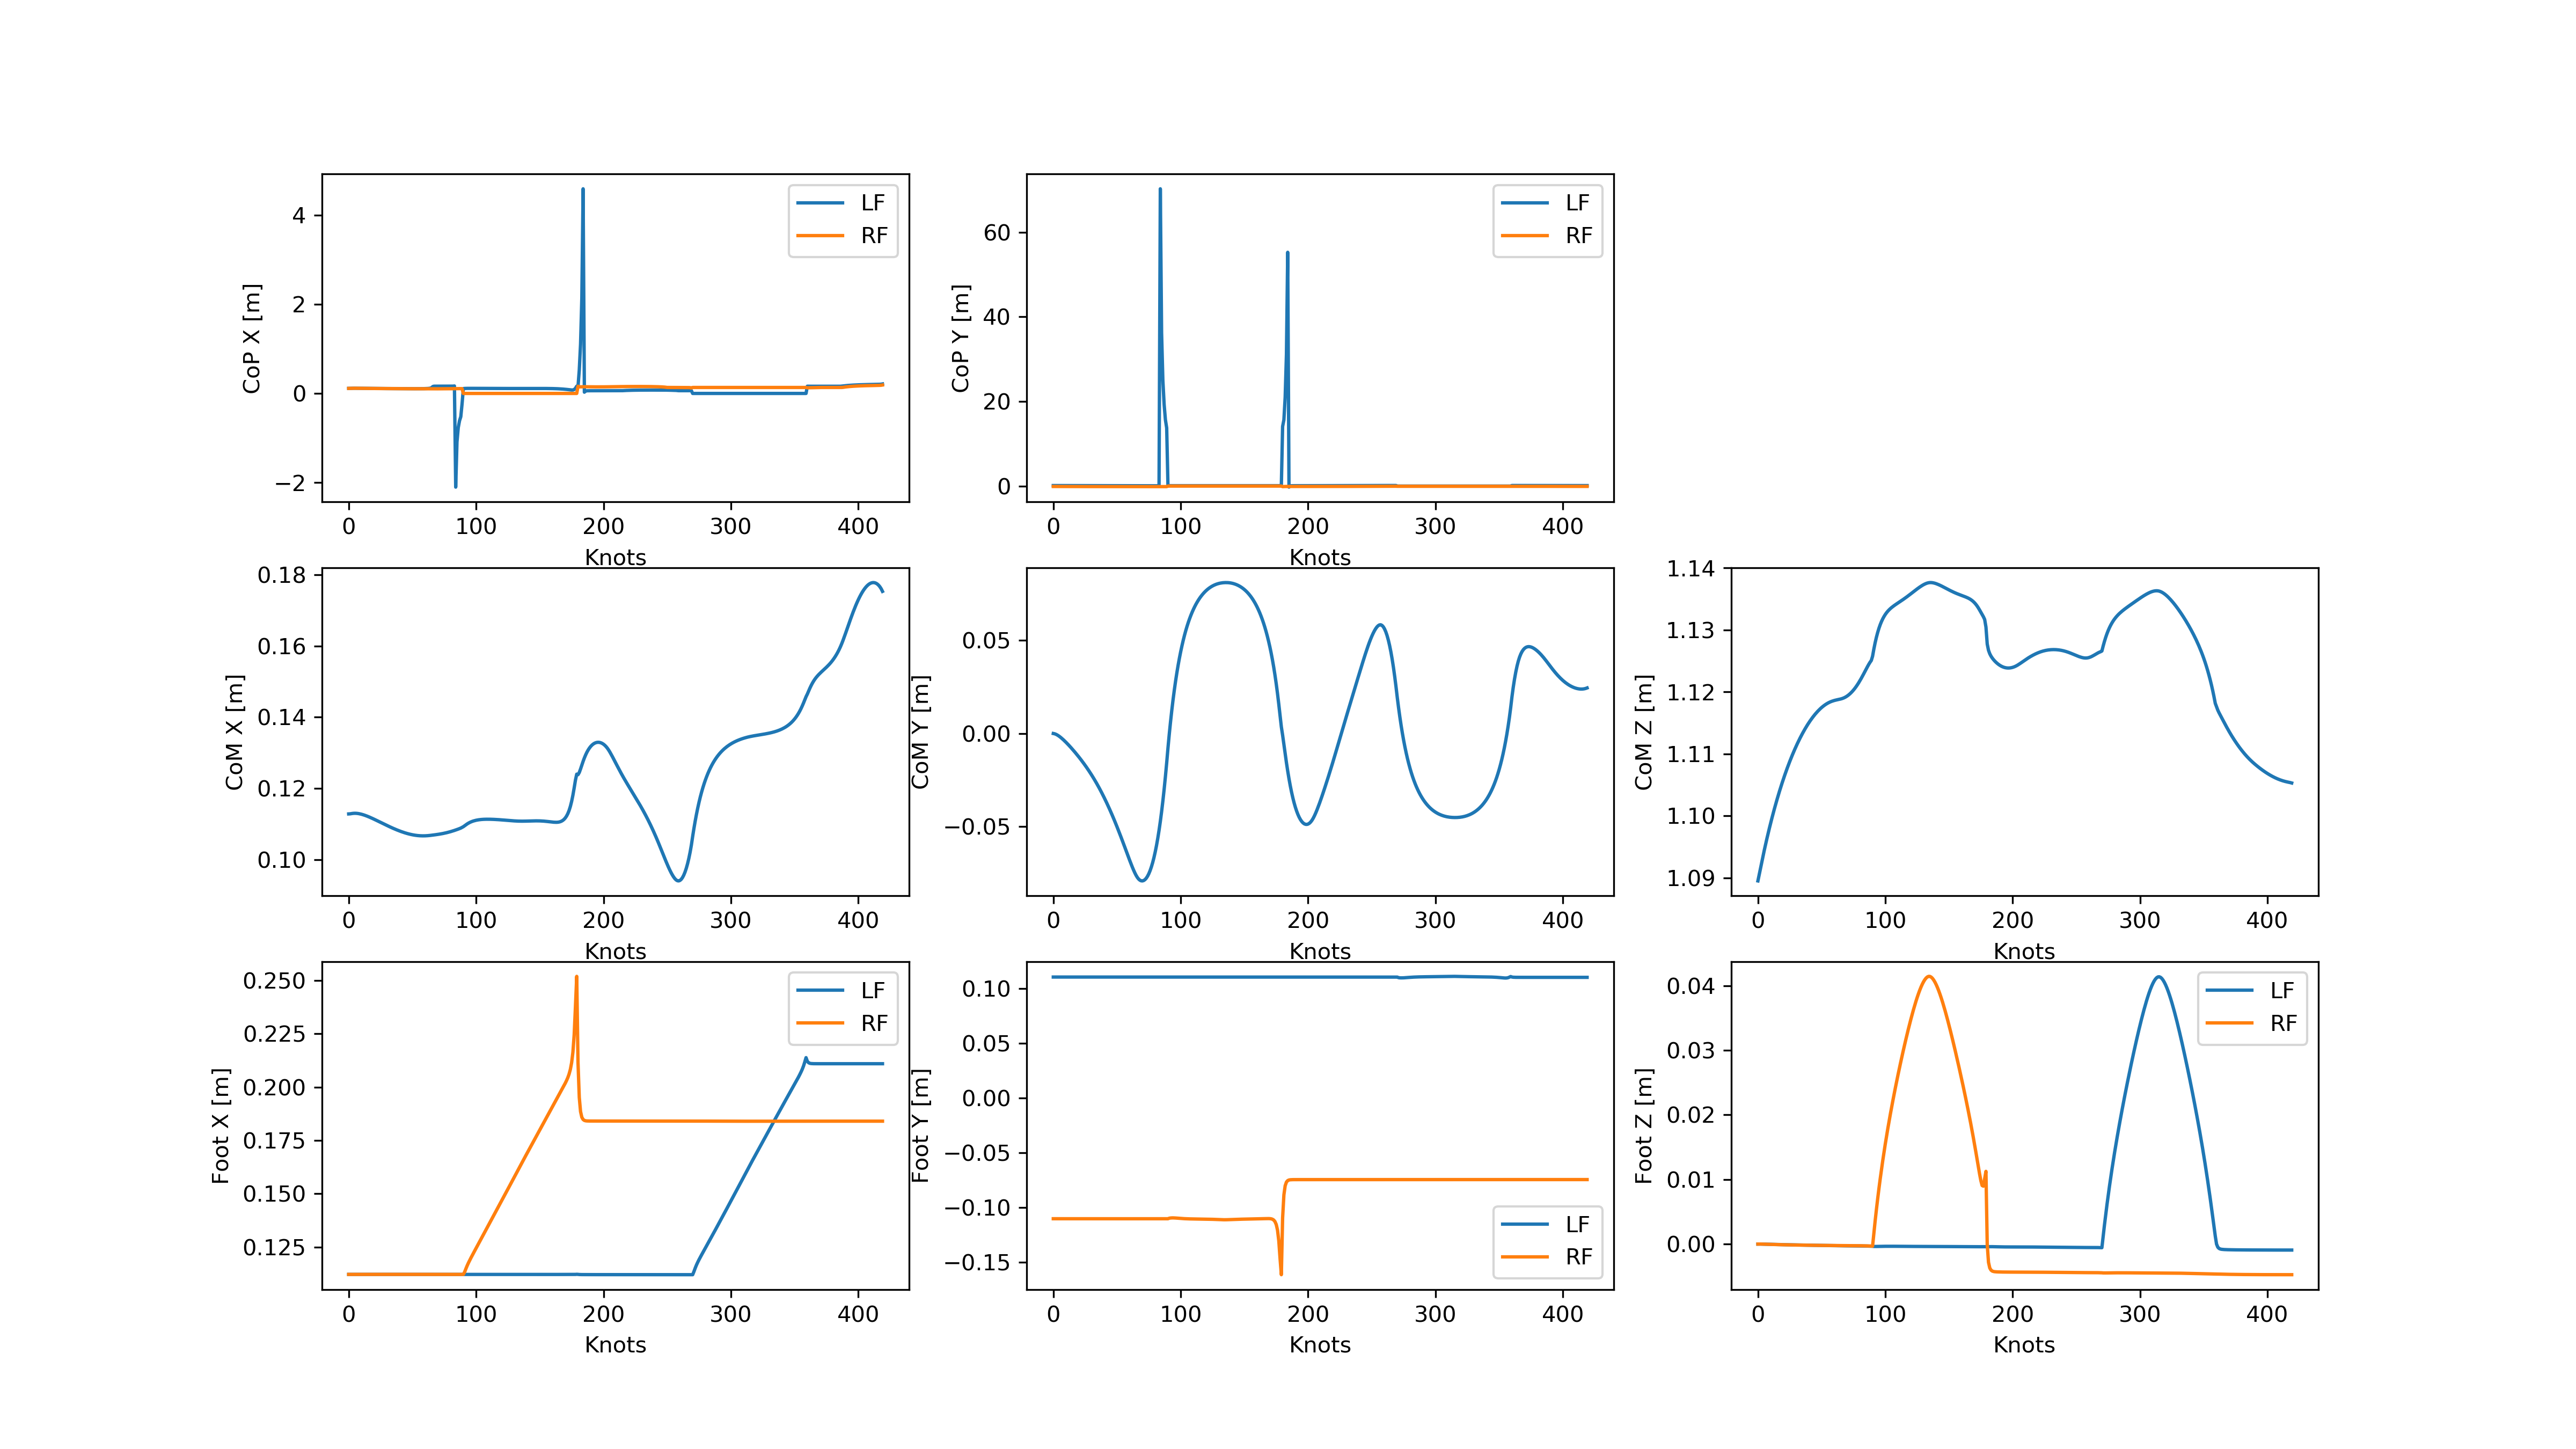 CoP X [m]
4
2
0
−2
0 100 200 300 400
Knots
LF
RF
CoP Y [m]
60
40
20
0
0 100 200 300 400
Knots
LF
RF
CoM X [m]
0.18
0.16
0.14
0.12
0.10
0 100 200 300 400
Knots
CoM Y [m]
0.05
0.00
−0.05
0 100 200 300 400
Knots
CoM Z [m]
1.14
1.13
1.12
1.11
1.10
1.09
0 100 200 300 400
Knots
Foot X [m]
0.250
0.225
0.200
0.175
0.150
0.125
0 100 200 300 400
Knots
LF
RF
Foot Y [m]
0.10
0.05
0.00
−0.05
−0.10
−0.15
0 100 200 300 400
Knots
LF
RF
Foot Z [m]
0.04
0.03
0.02
0.01
0.00
0 100 200 300 400
Knots
LF
RF